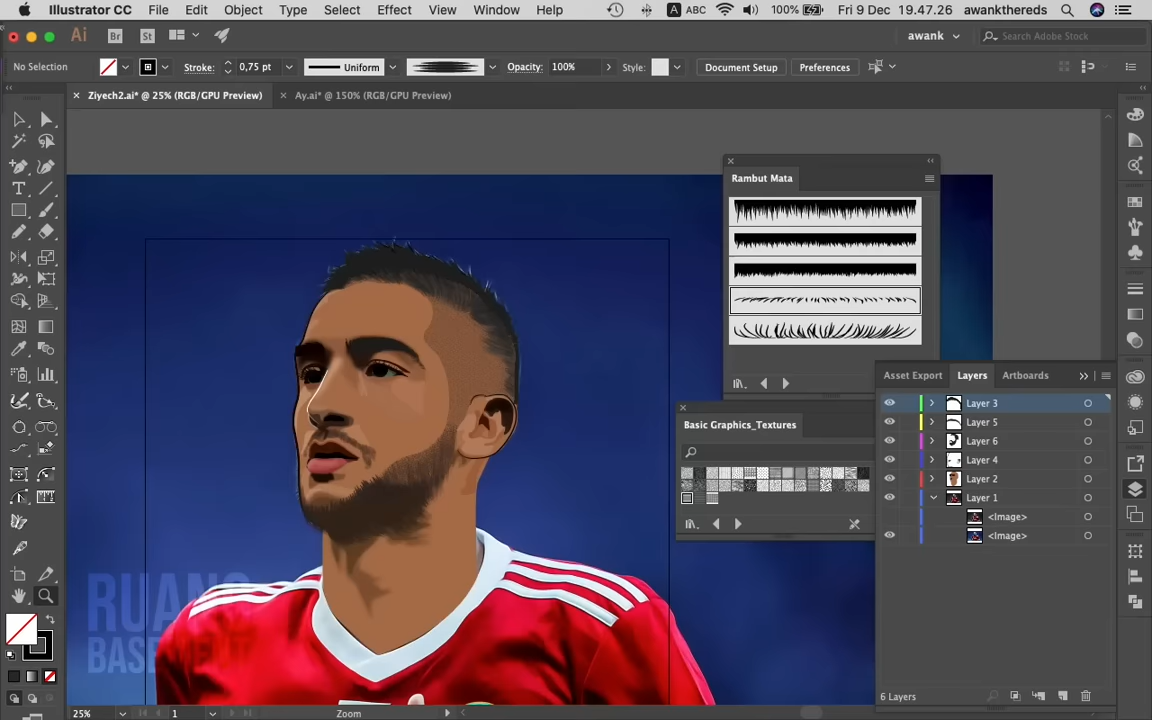 Illustrator CC File Edit Object Type Select Effect View Window Help A ABC 100% Fri 9 Dec 19.47.26 awankthereds
Ai Br St awank Search Adobe Stock
No Selection Stroke: 0,75 pt Uniform Opacity: 100% Style: Document Setup Preferences
Ziyech2.ai* @ 25% (RGB/GPU Preview) Ay.ai* @ 150% (RGB/GPU Preview)
Rambut Mata
Asset Export Layers Artboards
Layer 3
Basic Graphics_Textures
Layer 5
Layer 6
Layer 4
Layer 2
Layer 1
<Image>
<Image>
RUANG
BASEMENT
6 Layers
25% 1 Zoom